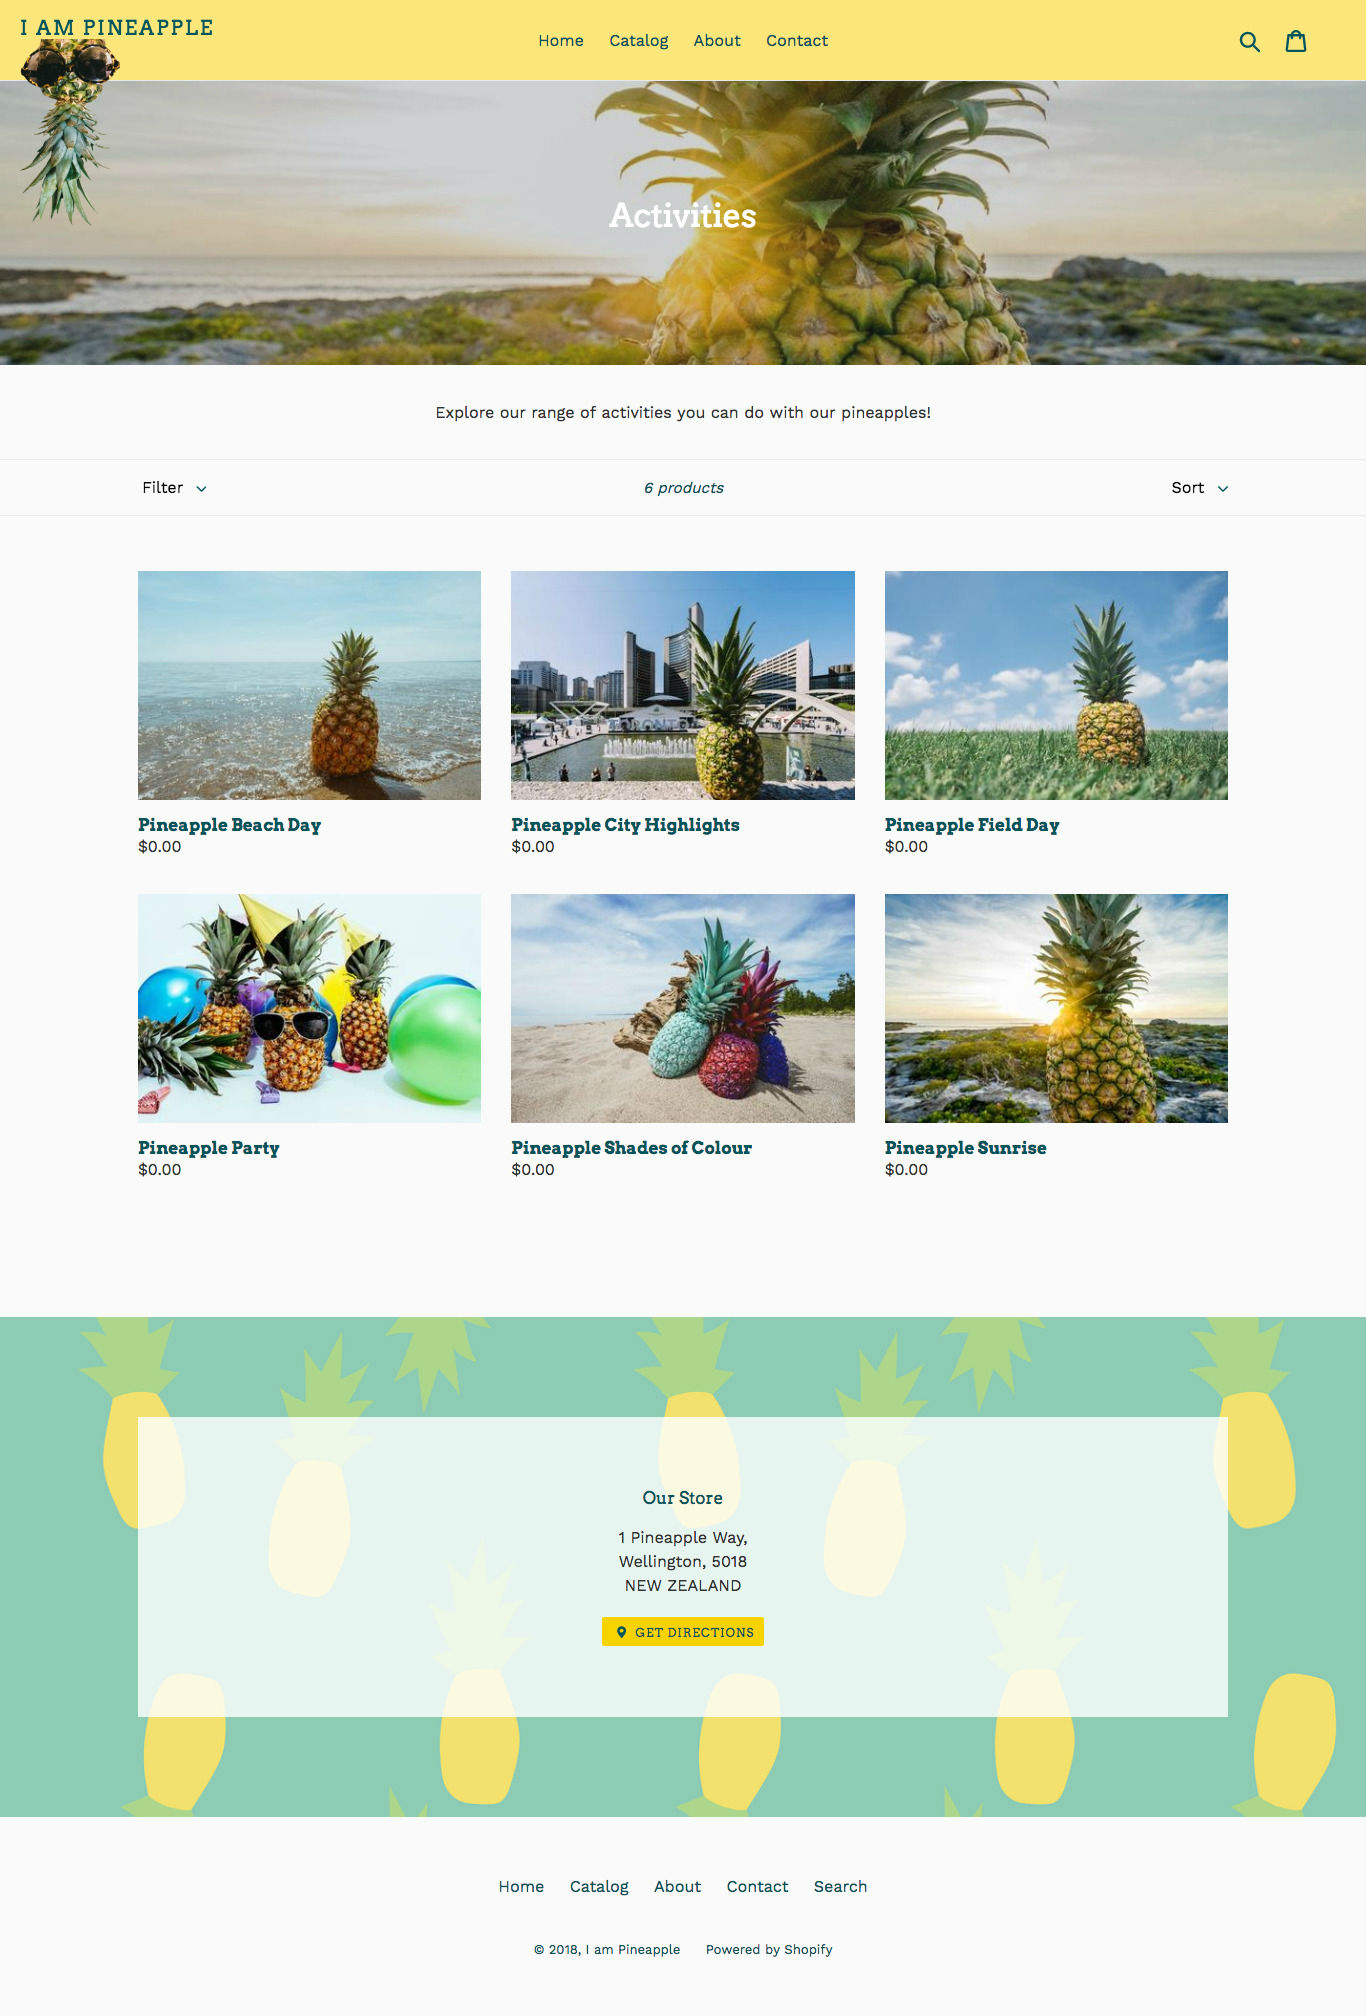 I AM PINEAPPLE
Home Catalog About Contact
Activities
Explore our range of activities you can do with our pineapples!
Filter 6 products Sort
TORONTO
Pineapple Beach Day
$0.00
Pineapple City Highlights
$0.00
Pineapple Field Day
$0.00
Pineapple Party
$0.00
Pineapple Shades of Colour
$0.00
Pineapple Sunrise
$0.00
Our Store
1 Pineapple Way,
Wellington, 5018
NEW ZEALAND
GET DIRECTIONS
Home Catalog About Contact Search
© 2018, I am Pineapple Powered by Shopify